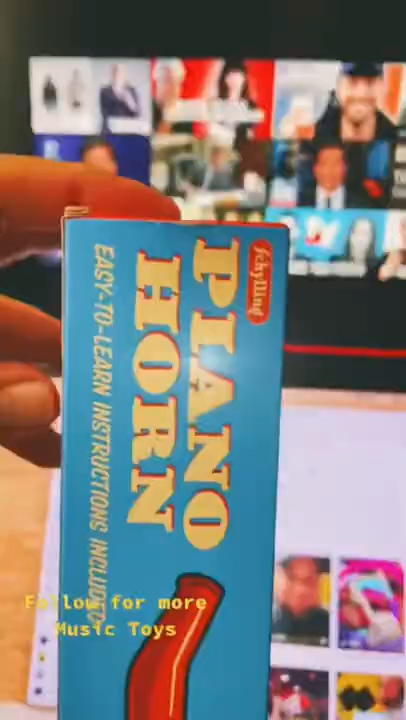 Schylling
PIANO
HORN
EASY-TO-LEARN INSTRUCTIONS INCLUDED
Follow for more
Music Toys